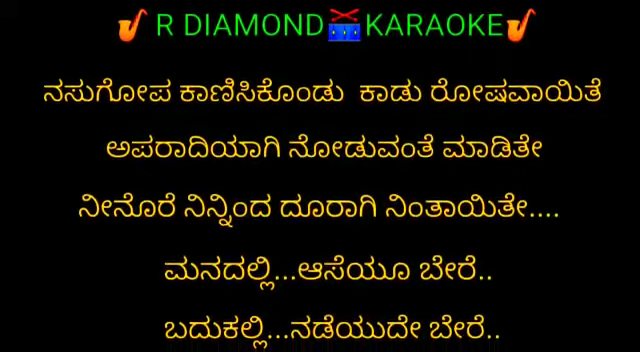 R DIAMOND KARAOKE
ನಸುಗೋಪ ಕಾಣಿಸಿಕೊಂಡು ಕಾಡು ರೋಷವಾಯಿತೆ
ಅಪರಾದಿಯಾಗಿ ನೋಡುವಂತೆ ಮಾಡಿತೇ
ನೀನೊರೆ ನಿನ್ನಿಂದ ದೂರಾಗಿ ನಿಂತಾಯಿತೇ....
ಮನದಲ್ಲಿ...ಆಸೆಯೂ ಬೇರೆ..
ಬದುಕಲ್ಲಿ...ನಡೆಯುದೇ ಬೇರೆ..